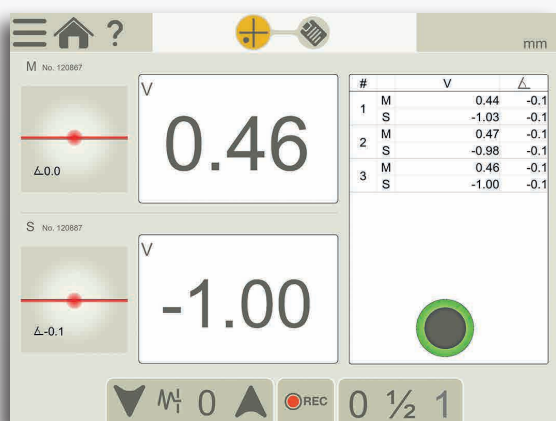 ?
mm
M No. 120867
V
0.46
∡0.0
S No. 120887
V
-1.00
∡-0.1
# V ∡
1 M 0.44 -0.1
S -1.03 -0.1
2 M 0.47 -0.1
S -0.98 -0.1
3 M 0.46 -0.1
S -1.00 -0.1
0 REC 0 ½ 1